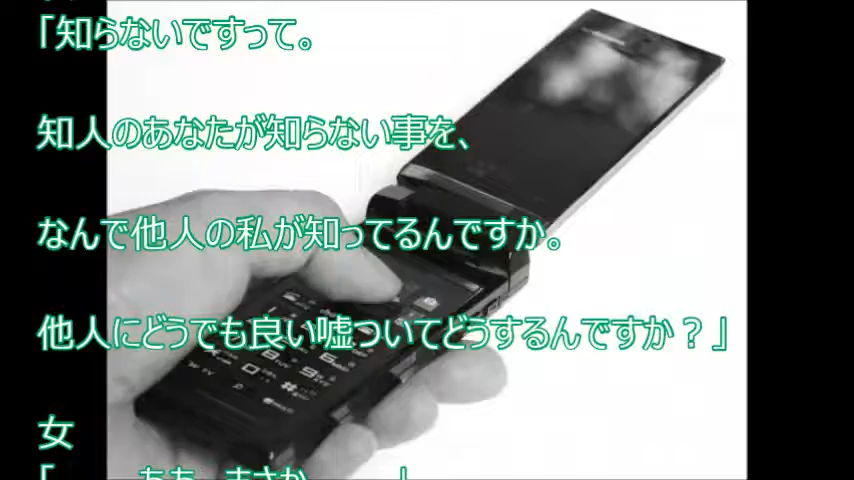 「知らないですって。
知人のあなたが知らない事を、
なんで他人の私が知ってるんですか。
他人にどうでも良い嘘ついてどうするんですか？」
女